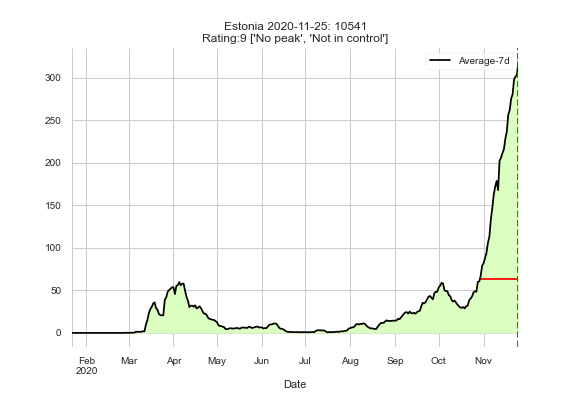 Estonia 2020-11-25: 10541
Rating:9 ['No peak', 'Not in control']
Average-7d
300
250
200
150
100
50
0
Feb Mar Apr May Jun Jul Aug Sep Oct Nov
2020
Date